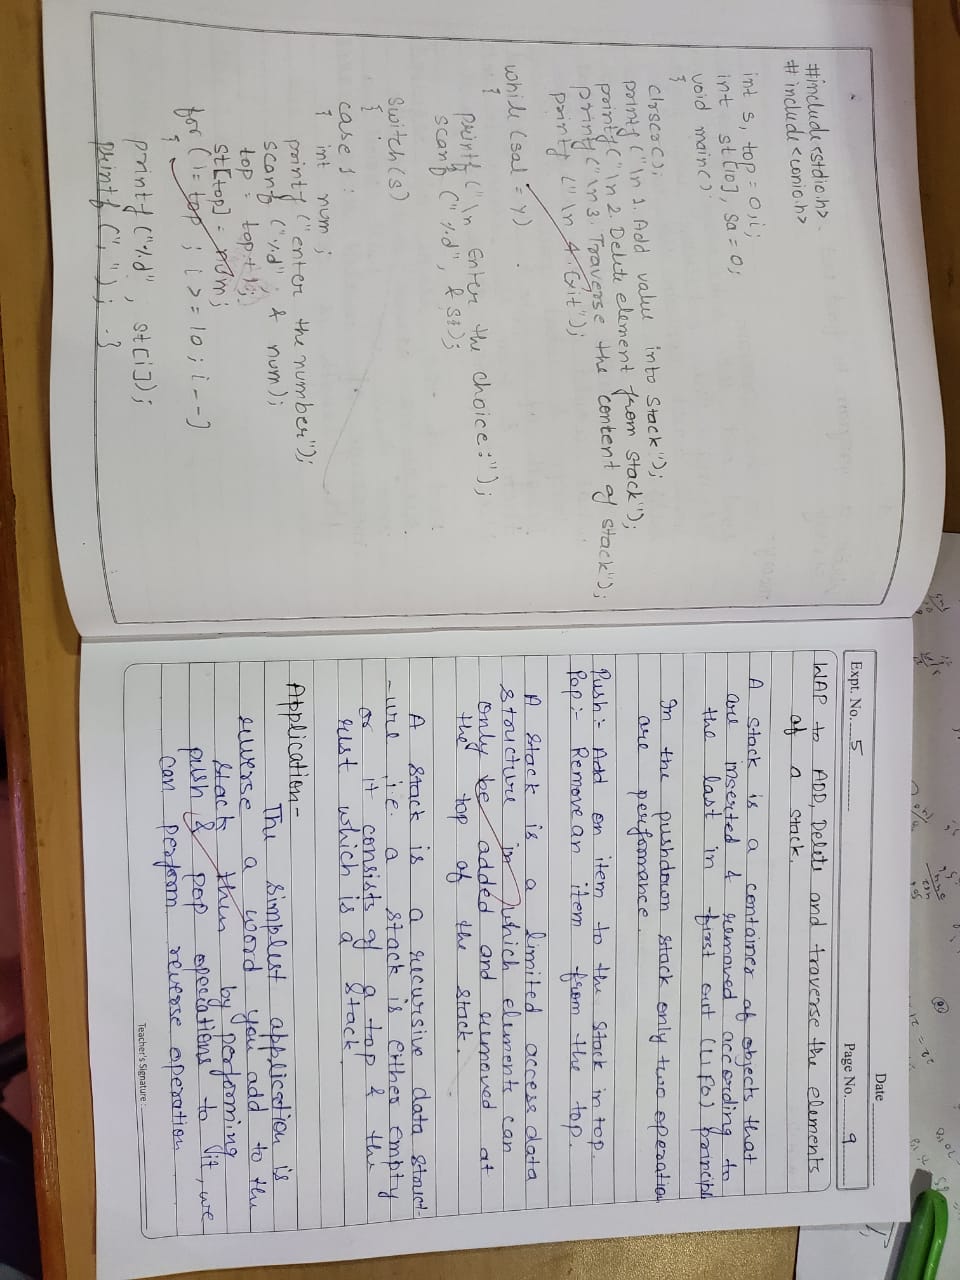 #include<stdio.h>
# include<conio.h>
int s, top = 0, i;
int st[10], sa = 0;
void main()
{
clrscr();
printf ("\n 1. Add value into stack");
printf ("\n 2. Delete element from stack");
printf ("\n 3. Traverse the content of stack");
printf ("\n 4. Exit");
while (sal = y)
{
printf ("\n Enter the choice:");
scanf ("%d", & st);
switch (s)
{
case 1 :
{ int num ;
printf ("enter the number");
scanf ("%d" & num);
top = top + 1;
st[top] = num;
for (i = top ; i >= 10 ; i--)
{
printf ("%d", st[i]);
printf (","); }
Date
Expt. No. 5
Page No. 9
WAP to ADD, Delete and traverse the elements
of a stack.
A stack is a container of objects that
are inserted & removed according to
the last in first out (LIFO) principle
In the pushdown stack only two operation
are performance.
Push:- Add on item to the stack in top.
Pop:- Remove an item from the top.
A stack is a limited access data
structure in which elements can
only be added and removed at
the top of the stack.
A stack is a recursive data struct-
-ure i.e. a stack is either empty
or it consists of a top & the
rest which is a stack.
Application-
The simplest application is
reverse a word you add to the
stack then by performing
push & pop operations to it, we
can perform reverse operation
Teacher's Signature: